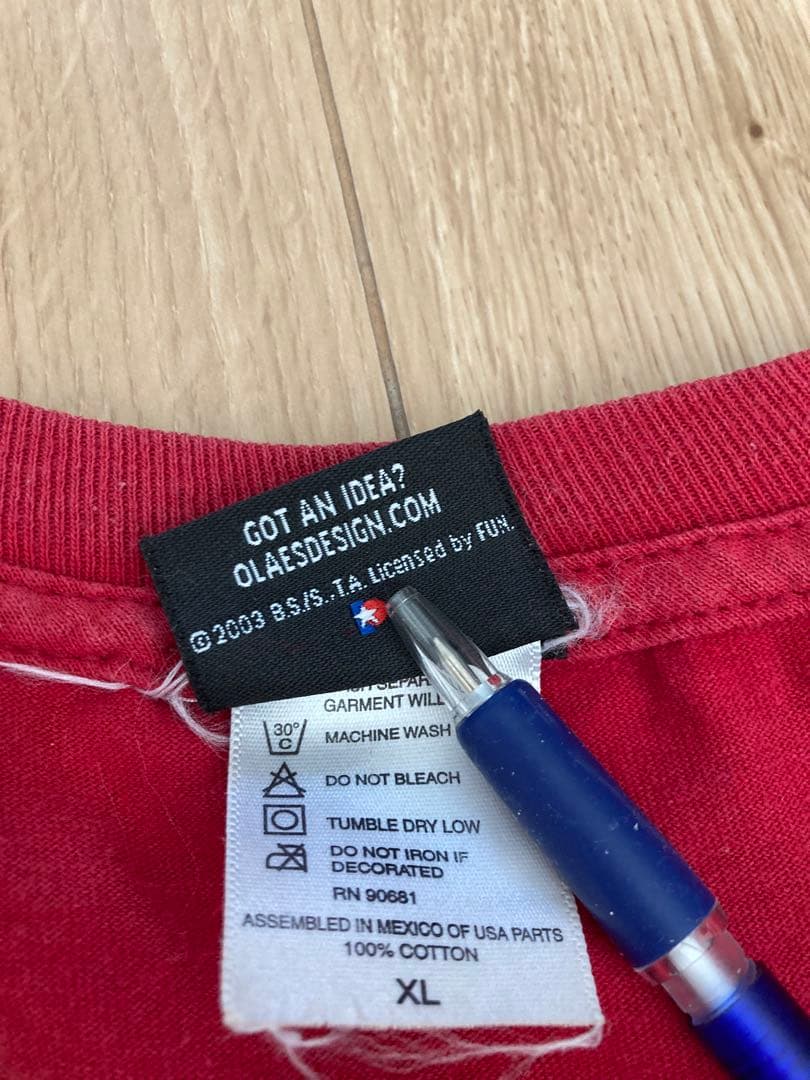 GOT AN IDEA?
OLAESDESIGN.COM
©2003 B.S./S.,T.A. Licensed by FUN.
GARMENT WILL
30°
C
MACHINE WASH
DO NOT BLEACH
TUMBLE DRY LOW
DO NOT IRON IF
DECORATED
RN 90681
ASSEMBLED IN MEXICO OF USA PARTS
100% COTTON
XL